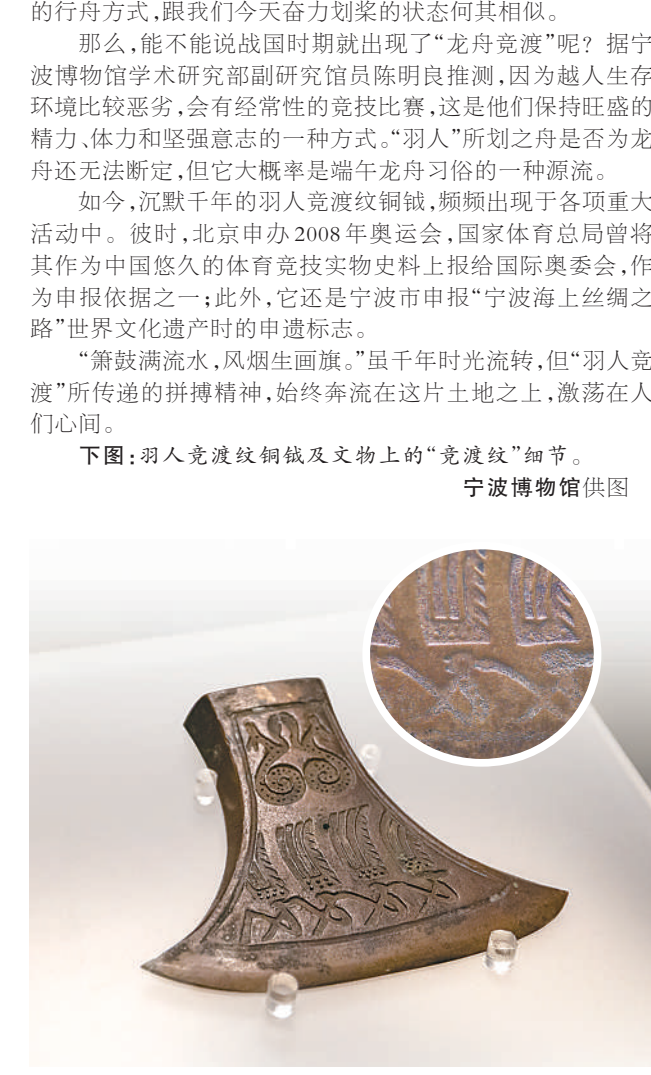 的行舟方式,跟我们今天奋力划桨的状态何其相似。
那么,能不能说战国时期就出现了“龙舟竞渡”呢？据宁
波博物馆学术研究部副研究馆员陈明良推测,因为越人生存
环境比较恶劣,会有经常性的竞技比赛,这是他们保持旺盛的
精力、体力和坚强意志的一种方式。“羽人”所划之舟是否为龙
舟还无法断定,但它大概率是端午龙舟习俗的一种源流。
如今,沉默千年的羽人竞渡纹铜钺,频频出现于各项重大
活动中。彼时,北京申办2008年奥运会,国家体育总局曾将
其作为中国悠久的体育竞技实物史料上报给国际奥委会,作
为申报依据之一;此外,它还是宁波市申报“宁波海上丝绸之
路”世界文化遗产时的申遗标志。
“箫鼓满流水,风烟生画旗。”虽千年时光流转,但“羽人竞
渡”所传递的拼搏精神,始终奔流在这片土地之上,激荡在人
们心间。
下图:羽人竞渡纹铜钺及文物上的“竞渡纹”细节。
宁波博物馆供图